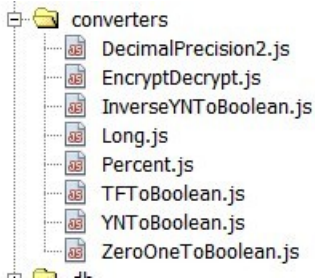 converters
DecimalPrecision2.js
EncryptDecrypt.js
InverseYNToBoolean.js
Long.js
Percent.js
TFToBoolean.js
YNToBoolean.js
ZeroOneToBoolean.js